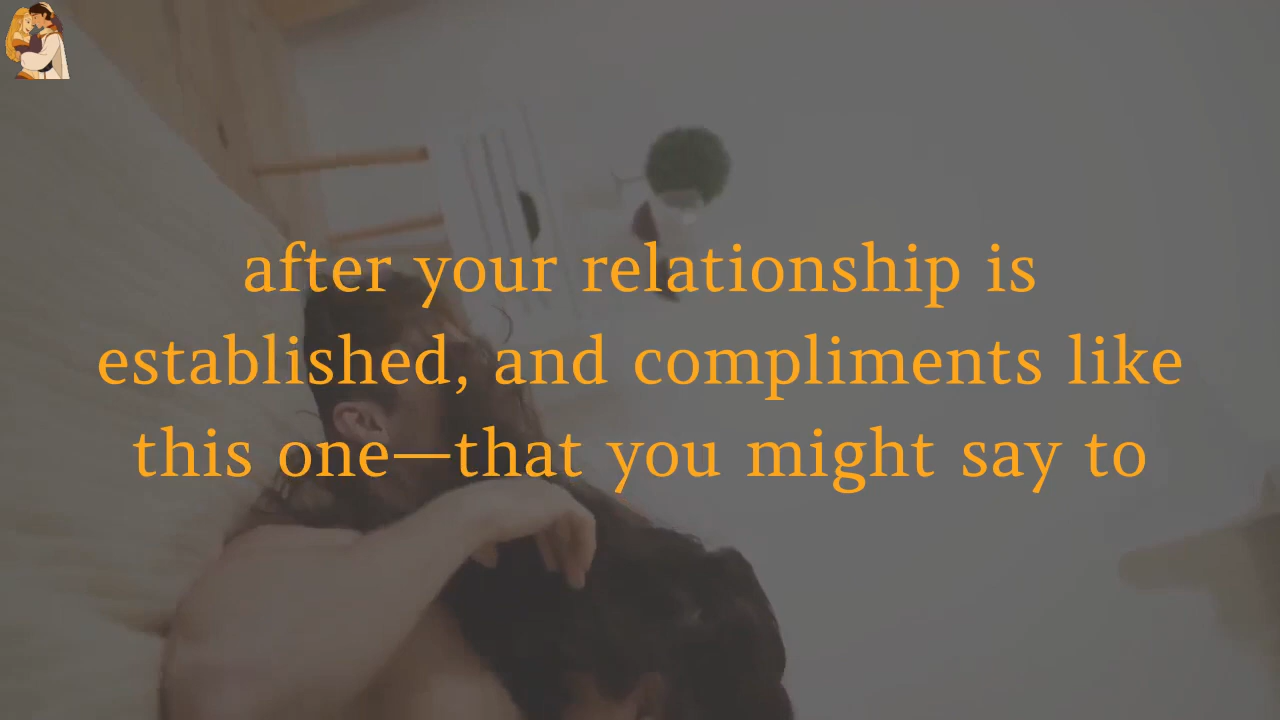 after your relationship is
established, and compliments like
this one—that you might say to